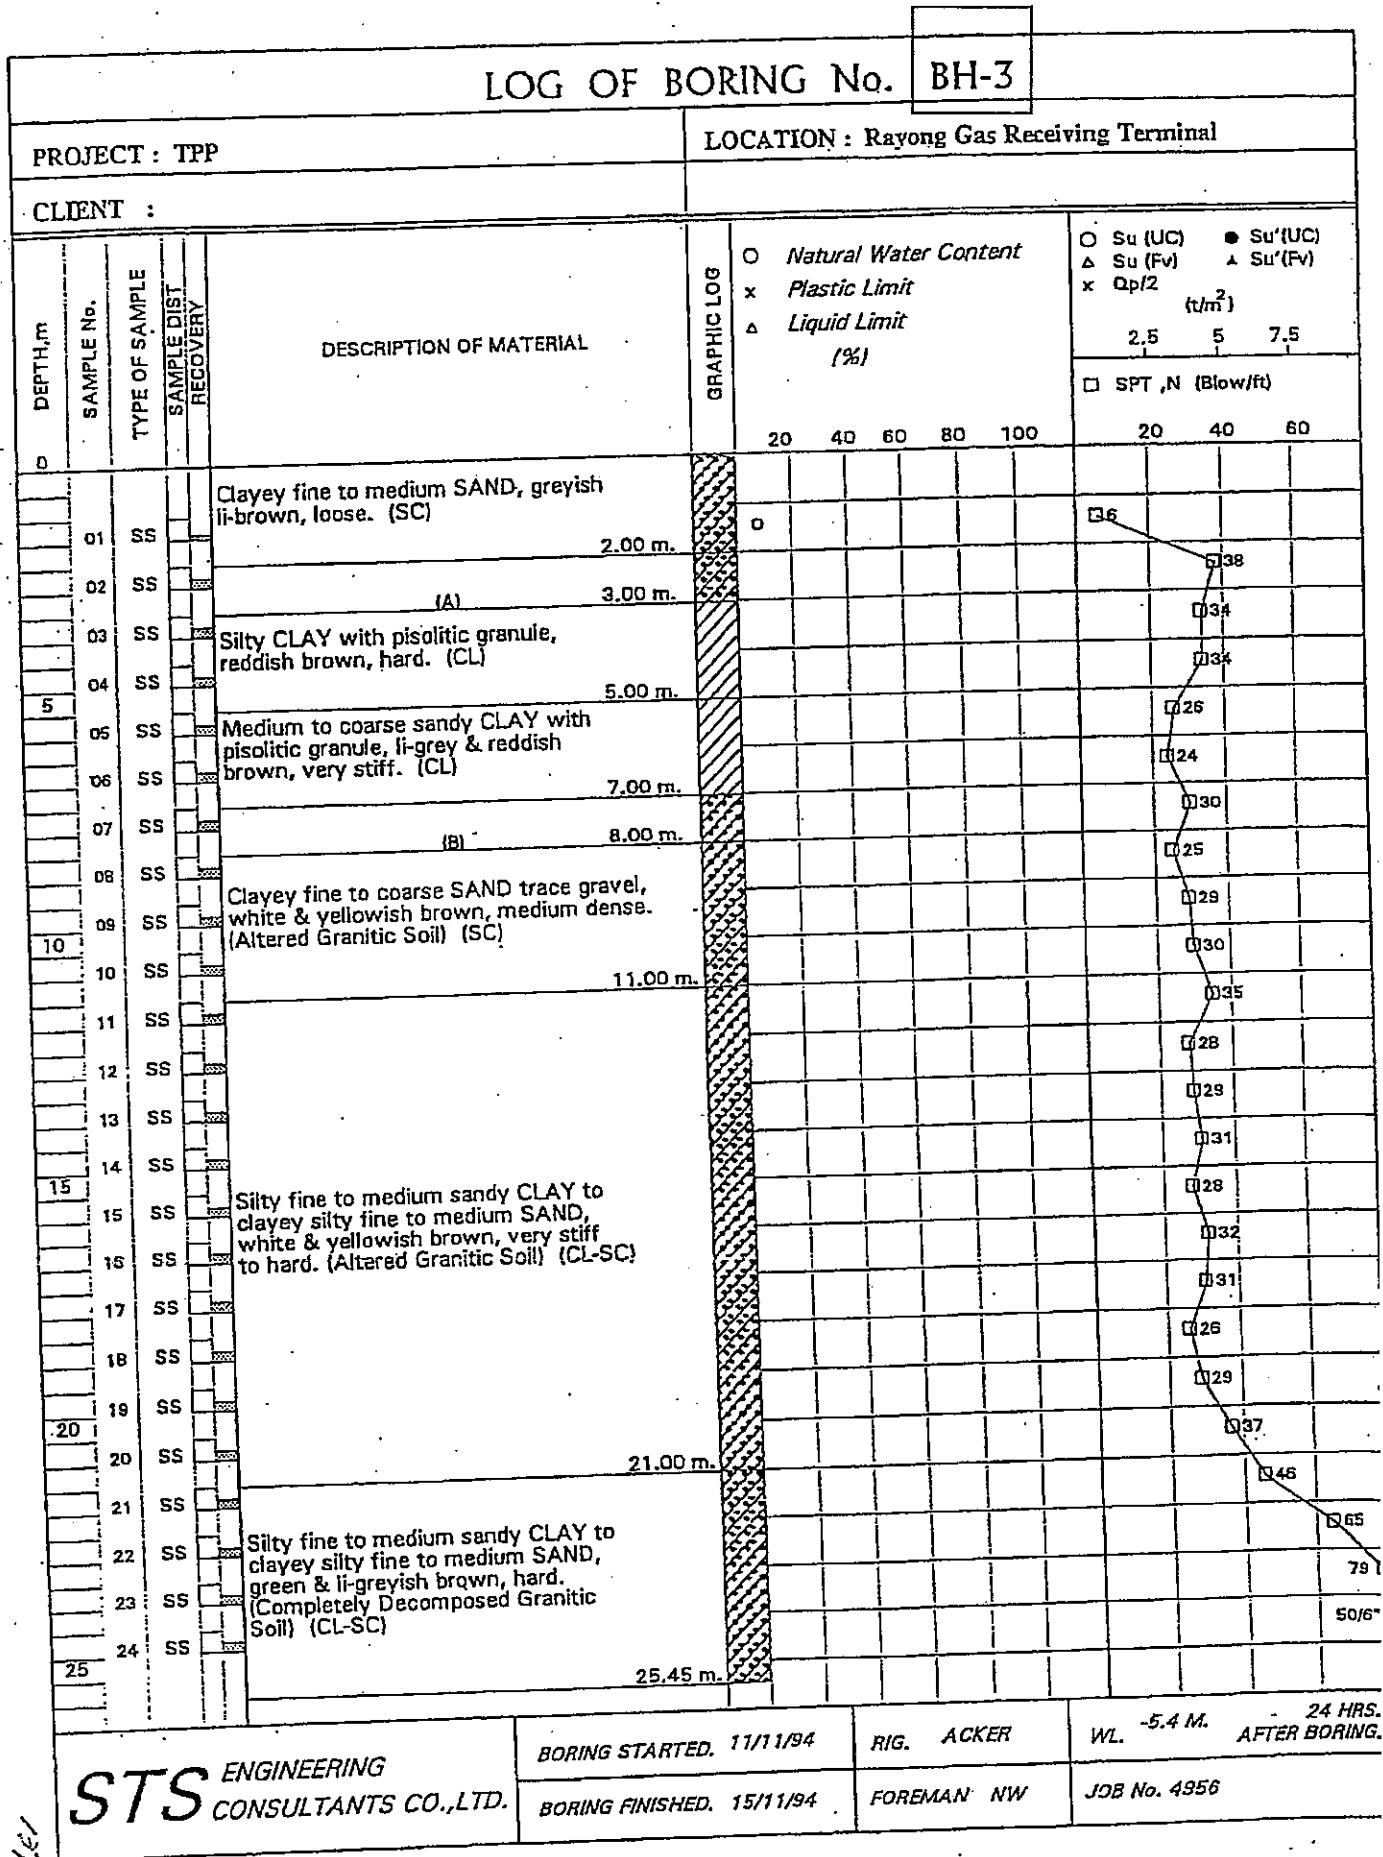 LOG OF BORING No. BH-3
PROJECT : TPP
LOCATION : Rayong Gas Receiving Terminal
CLIENT :
DEPTH,m
SAMPLE No.
TYPE OF SAMPLE
SAMPLE DIST
RECOVERY
DESCRIPTION OF MATERIAL
GRAPHIC LOG
O Natural Water Content
x Plastic Limit
△ Liquid Limit
(%)
20 40 60 80 100
○ Su (UC) ● Su'(UC)
△ Su (Fv) ▲ Su'(Fv)
x Qp/2
(t/m²)
2.5 5 7.5
□ SPT ,N (Blow/ft)
20 40 60
0
Clayey fine to medium SAND, greyish
li-brown, loose. (SC)
01 SS
6
2.00 m.
02 SS
38
(A) 3.00 m.
03 SS
34
Silty CLAY with pisolitic granule,
reddish brown, hard. (CL)
04 SS
34
5.00 m.
5
05 SS
26
Medium to coarse sandy CLAY with
pisolitic granule, li-grey & reddish
brown, very stiff. (CL)
06 SS
24
7.00 m.
07 SS
30
(B) 8.00 m.
08 SS
25
Clayey fine to coarse SAND trace gravel,
white & yellowish brown, medium dense.
(Altered Granitic Soil) (SC)
09 SS
29
10
10 SS
30
11.00 m.
11 SS
35
12 SS
28
13 SS
29
14 SS
31
15
15 SS
28
Silty fine to medium sandy CLAY to
clayey silty fine to medium SAND,
white & yellowish brown, very stiff
to hard. (Altered Granitic Soil) (CL-SC)
16 SS
32
17 SS
31
18 SS
26
19 SS
29
20
20 SS
37
21.00 m.
21 SS
46
22 SS
65
Silty fine to medium sandy CLAY to
clayey silty fine to medium SAND,
green & li-greyish brown, hard.
(Completely Decomposed Granitic
Soil) (CL-SC)
23 SS
79
24 SS
50/6"
25
25.45 m.
STS ENGINEERING
CONSULTANTS CO.,LTD.
BORING STARTED. 11/11/94
BORING FINISHED. 15/11/94
RIG. ACKER
FOREMAN NW
WL. -5.4 M. - 24 HRS.
AFTER BORING.
JOB No. 4956